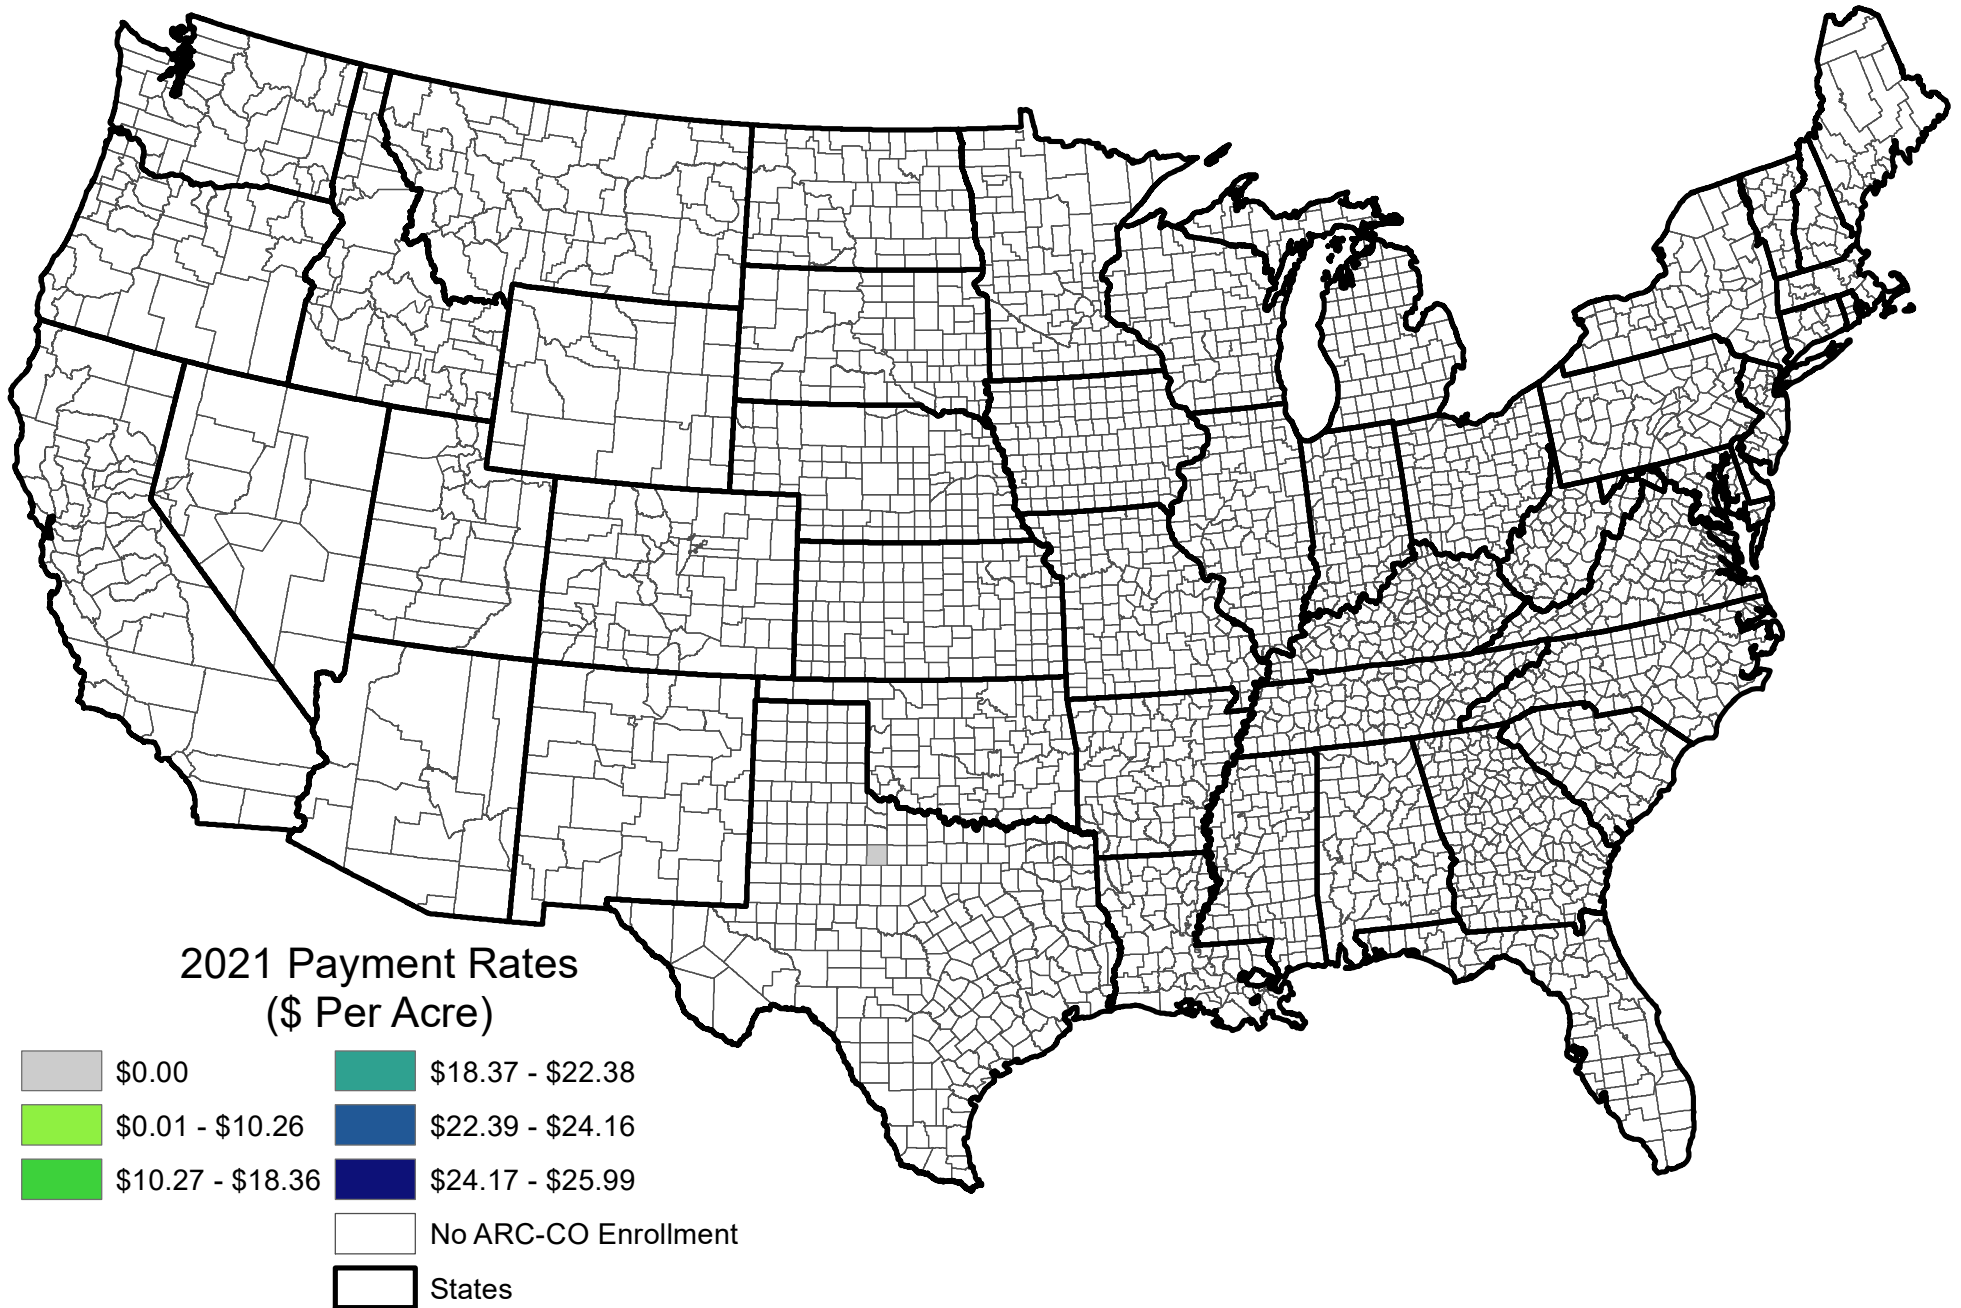 2021 Payment Rates
($ Per Acre)
$0.00
$0.01 - $10.26
$10.27 - $18.36
$18.37 - $22.38
$22.39 - $24.16
$24.17 - $25.99
No ARC-CO Enrollment
States